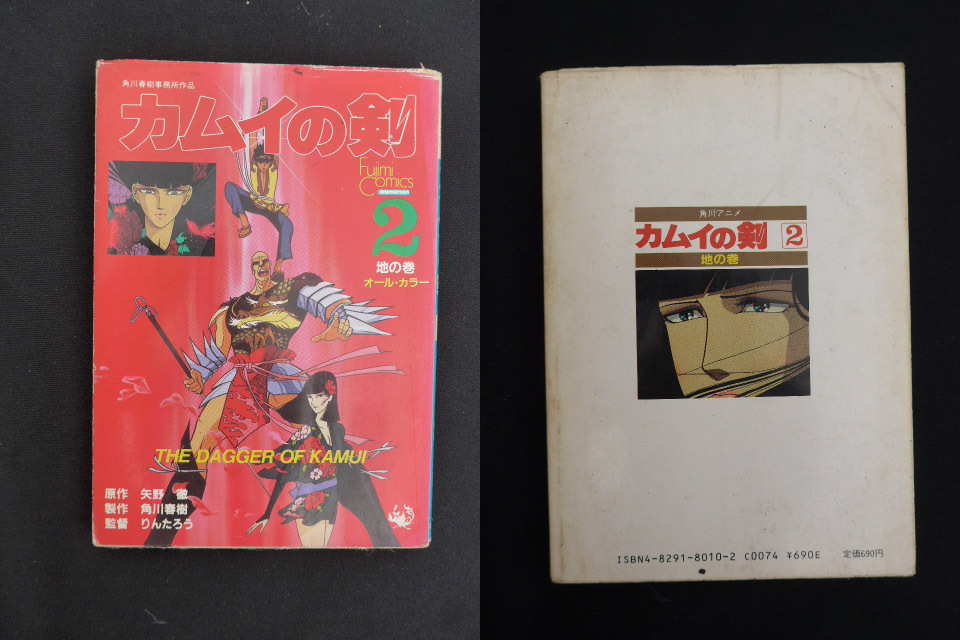 角川春樹事務所作品
カムイの剣
Fujimi
Comics
animation
2
地の巻
オール・カラー
THE DAGGER OF KAMUI
原作 矢野 徹
製作 角川春樹
監督 りんたろう
角川アニメ
カムイの剣 2
地の巻
ISBN4-8291-8010-2 C0074 ¥690E 定価690円